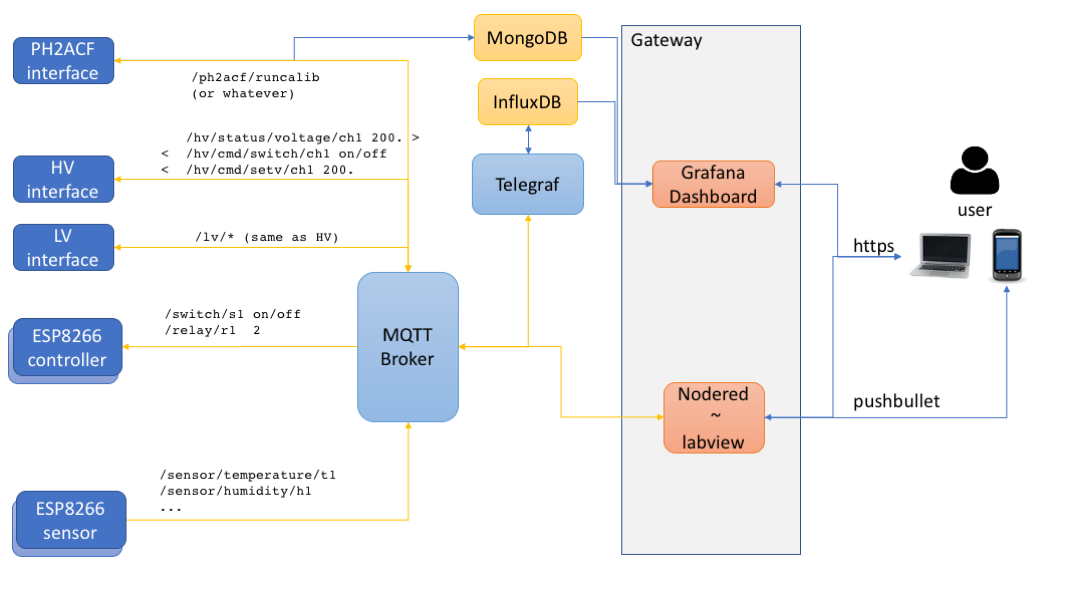 PH2ACF
interface
/ph2acf/runcalib
(or whatever)
MongoDB
InfluxDB
Gateway
/hv/status/voltage/ch1 200. >
< /hv/cmd/switch/ch1 on/off
< /hv/cmd/setv/ch1 200.
HV
interface
Telegraf
Grafana
Dashboard
user
LV
interface
/lv/* (same as HV)
https
/switch/s1 on/off
/relay/r1 2
ESP8266
controller
MQTT
Broker
Nodered
~
labview
pushbullet
/sensor/temperature/t1
/sensor/humidity/h1
...
ESP8266
sensor